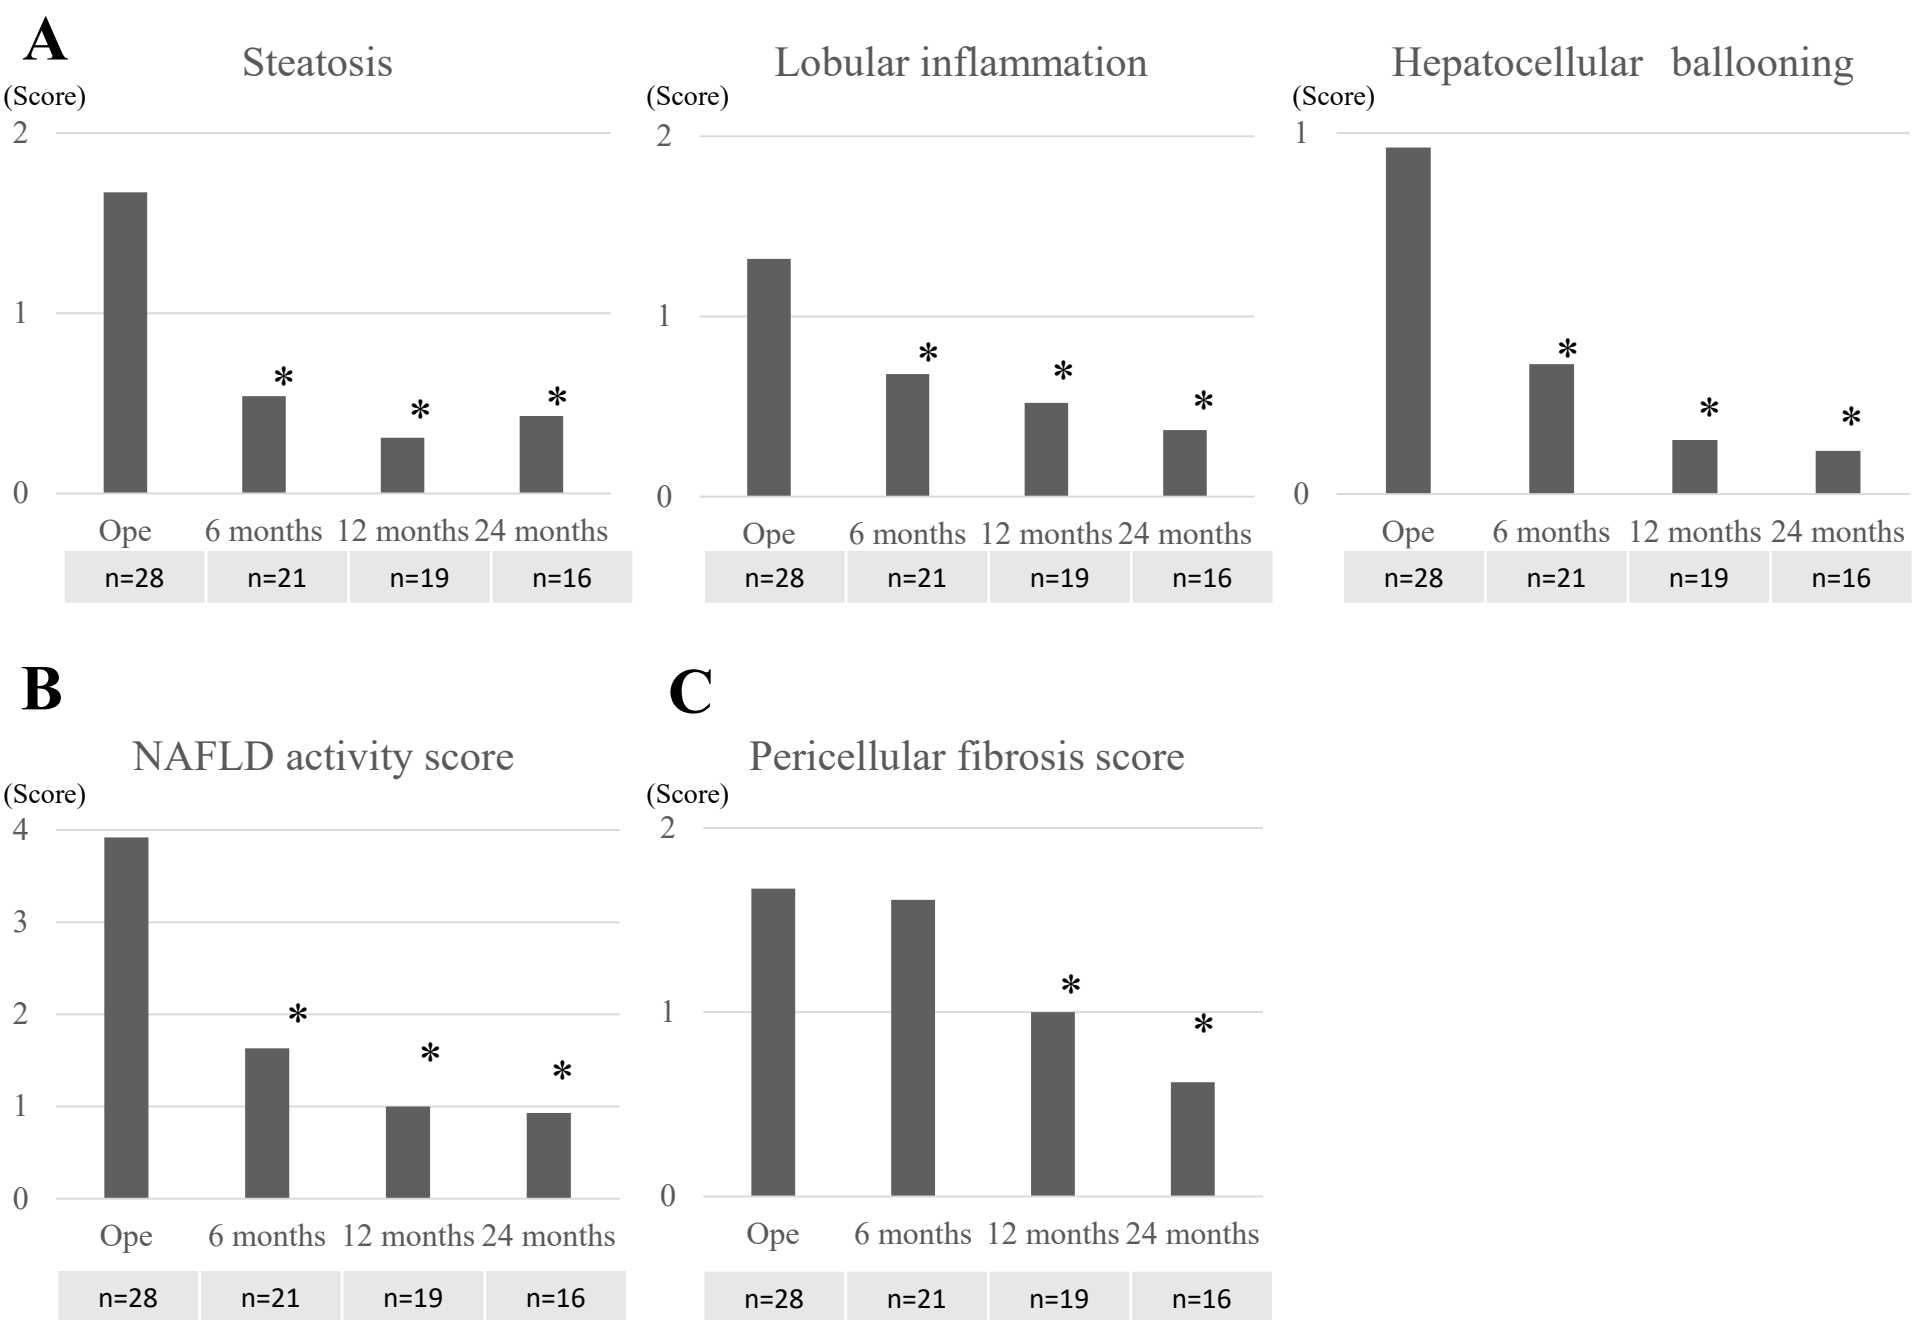 A
Steatosis
(Score)
2
1
0
* * *
Ope 6 months 12 months 24 months
n=28 n=21 n=19 n=16
Lobular inflammation
(Score)
2
1
0
* * *
Ope 6 months 12 months 24 months
n=28 n=21 n=19 n=16
Hepatocellular ballooning
(Score)
1
0
* * *
Ope 6 months 12 months 24 months
n=28 n=21 n=19 n=16
B
NAFLD activity score
(Score)
4
3
2
1
0
* * *
Ope 6 months 12 months 24 months
n=28 n=21 n=19 n=16
C
Pericellular fibrosis score
(Score)
2
1
0
* *
Ope 6 months 12 months 24 months
n=28 n=21 n=19 n=16